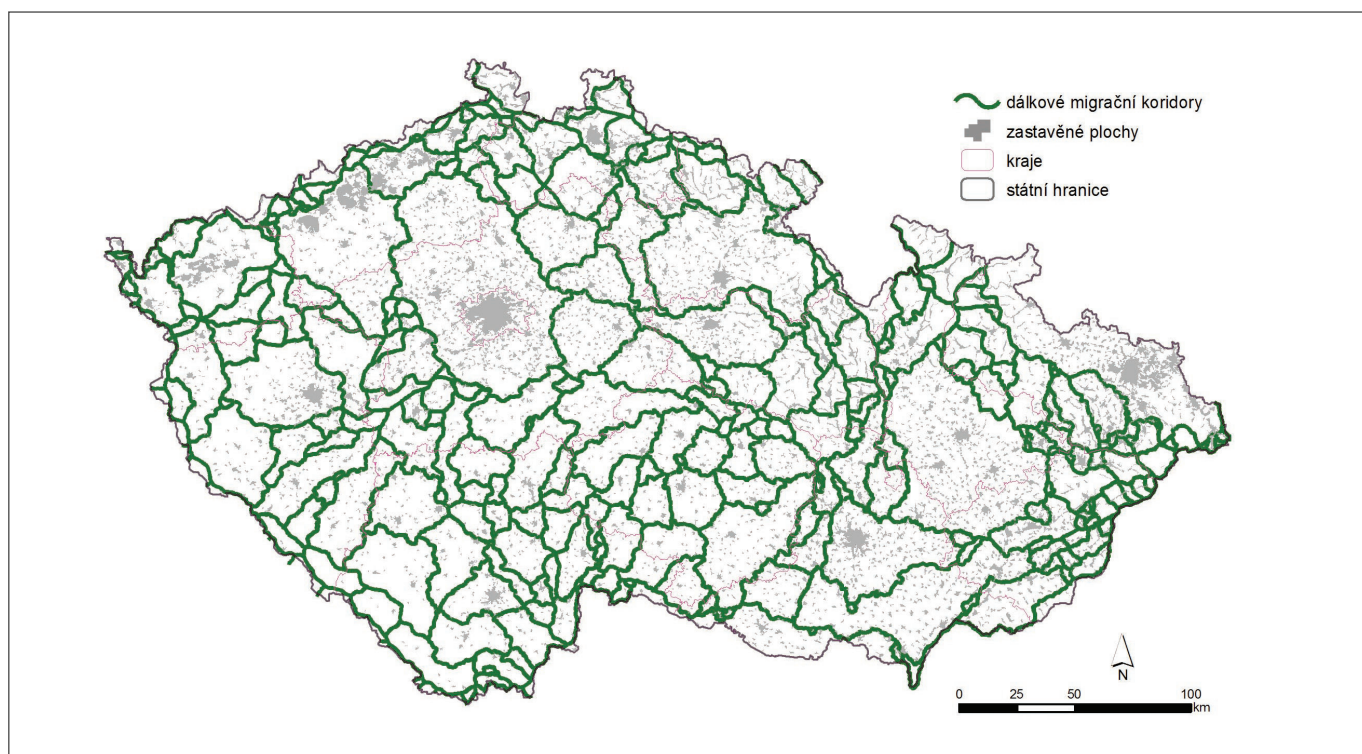 dálkové migrační koridory
zastavěné plochy
kraje
státní hranice
N
0 25 50 100
km